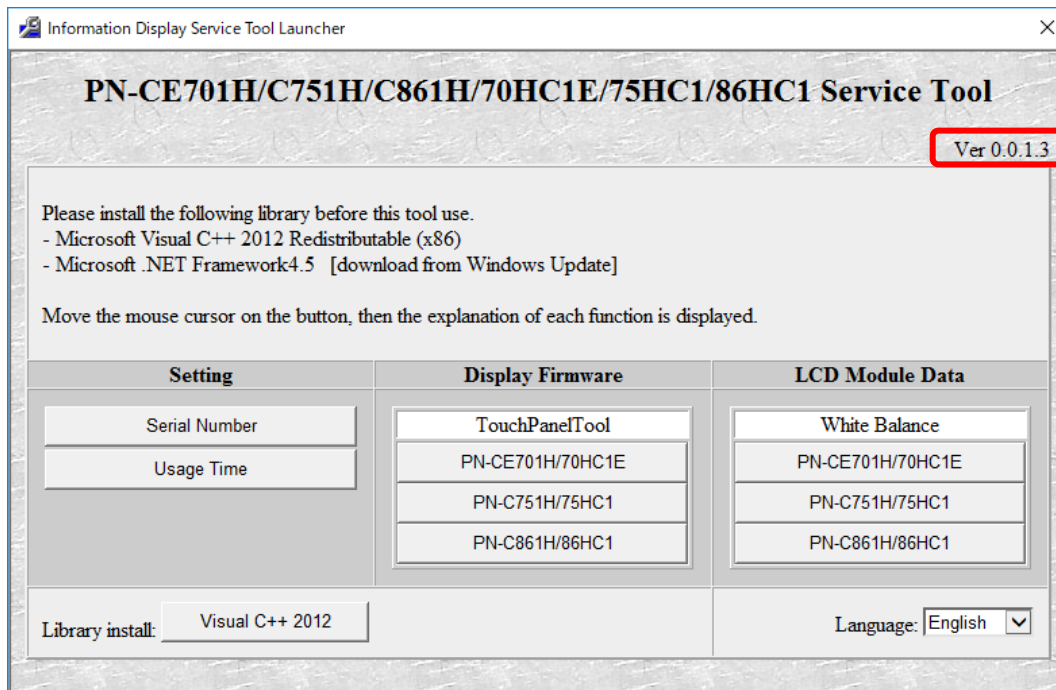 Information Display Service Tool Launcher
PN-CE701H/C751H/C861H/70HC1E/75HC1/86HC1 Service Tool
Ver 0.0.1.3
Please install the following library before this tool use.
- Microsoft Visual C++ 2012 Redistributable (x86)
- Microsoft .NET Framework4.5 [download from Windows Update]
Move the mouse cursor on the button, then the explanation of each function is displayed.
Setting
Serial Number
Usage Time
Display Firmware
TouchPanelTool
PN-CE701H/70HC1E
PN-C751H/75HC1
PN-C861H/86HC1
LCD Module Data
White Balance
PN-CE701H/70HC1E
PN-C751H/75HC1
PN-C861H/86HC1
Library install: Visual C++ 2012
Language: English